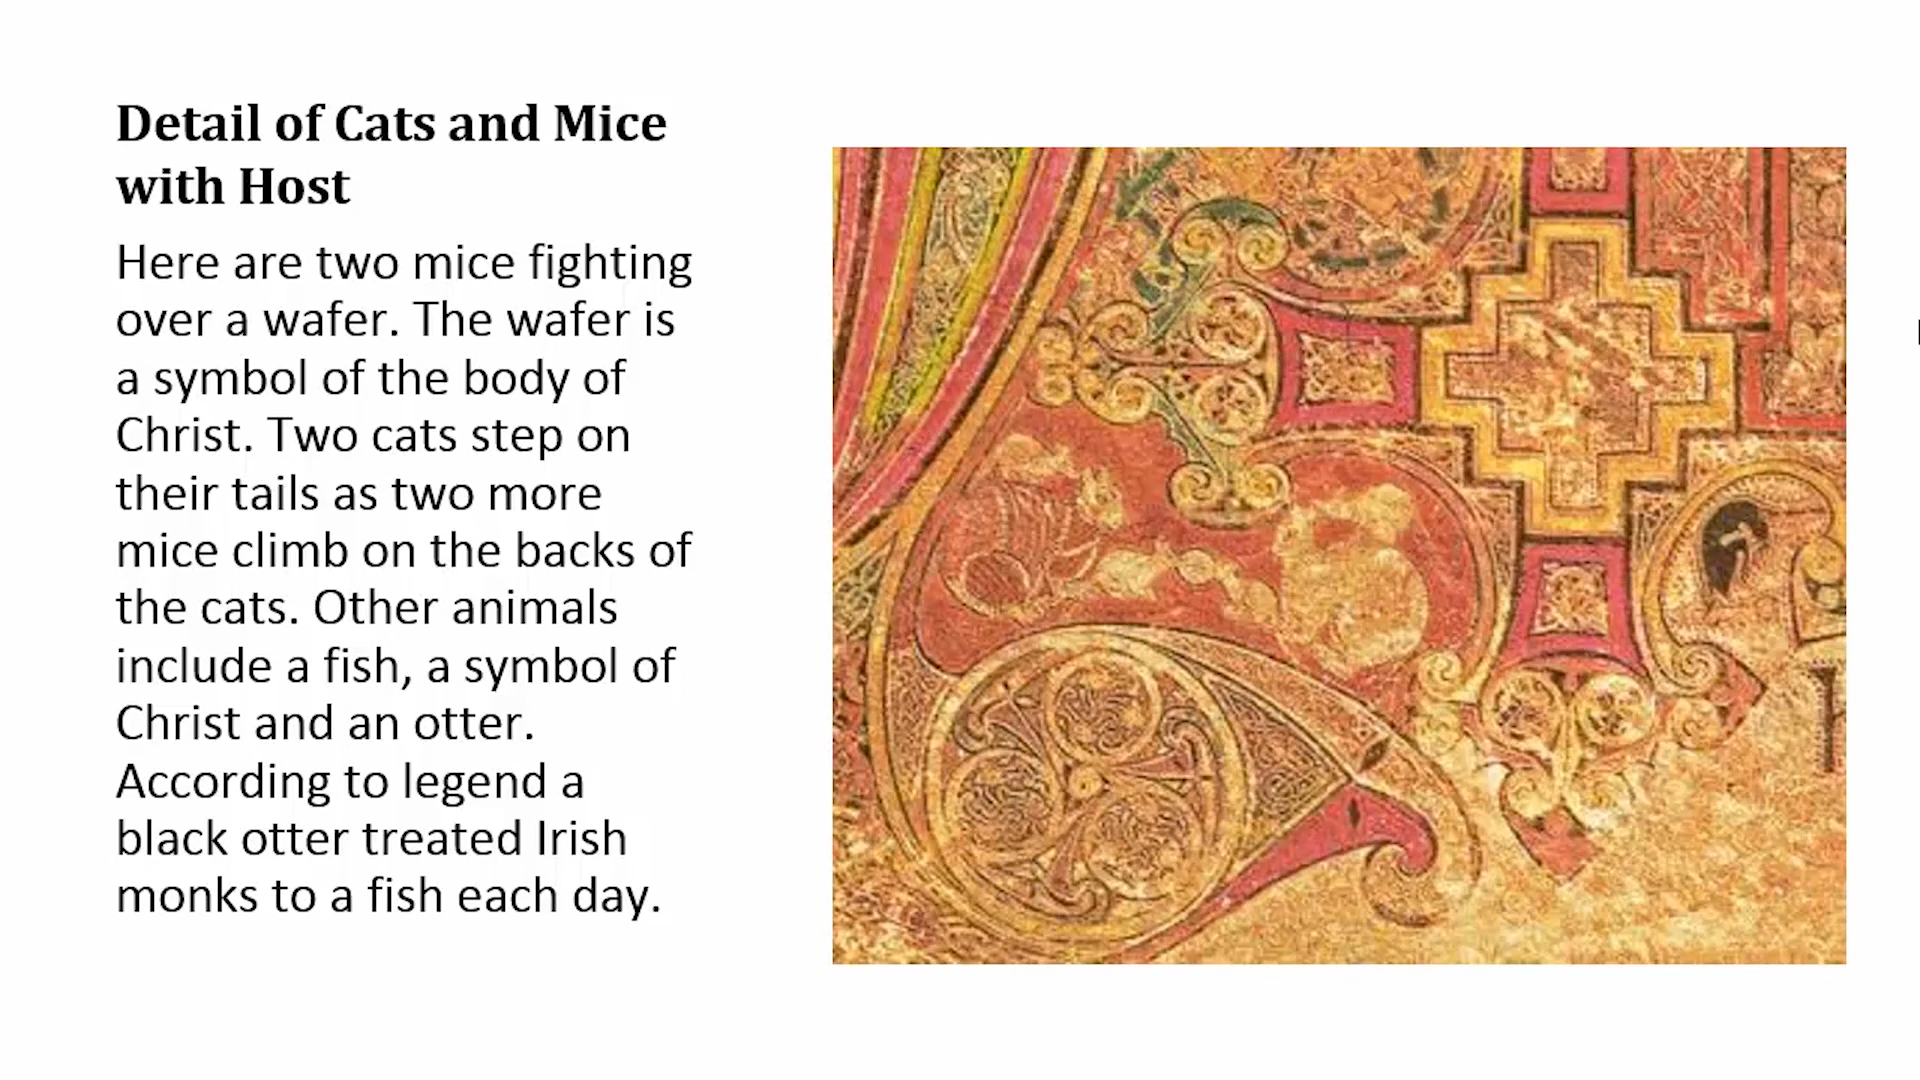 Detail of Cats and Mice
with Host
Here are two mice fighting
over a wafer. The wafer is
a symbol of the body of
Christ. Two cats step on
their tails as two more
mice climb on the backs of
the cats. Other animals
include a fish, a symbol of
Christ and an otter.
According to legend a
black otter treated Irish
monks to a fish each day.